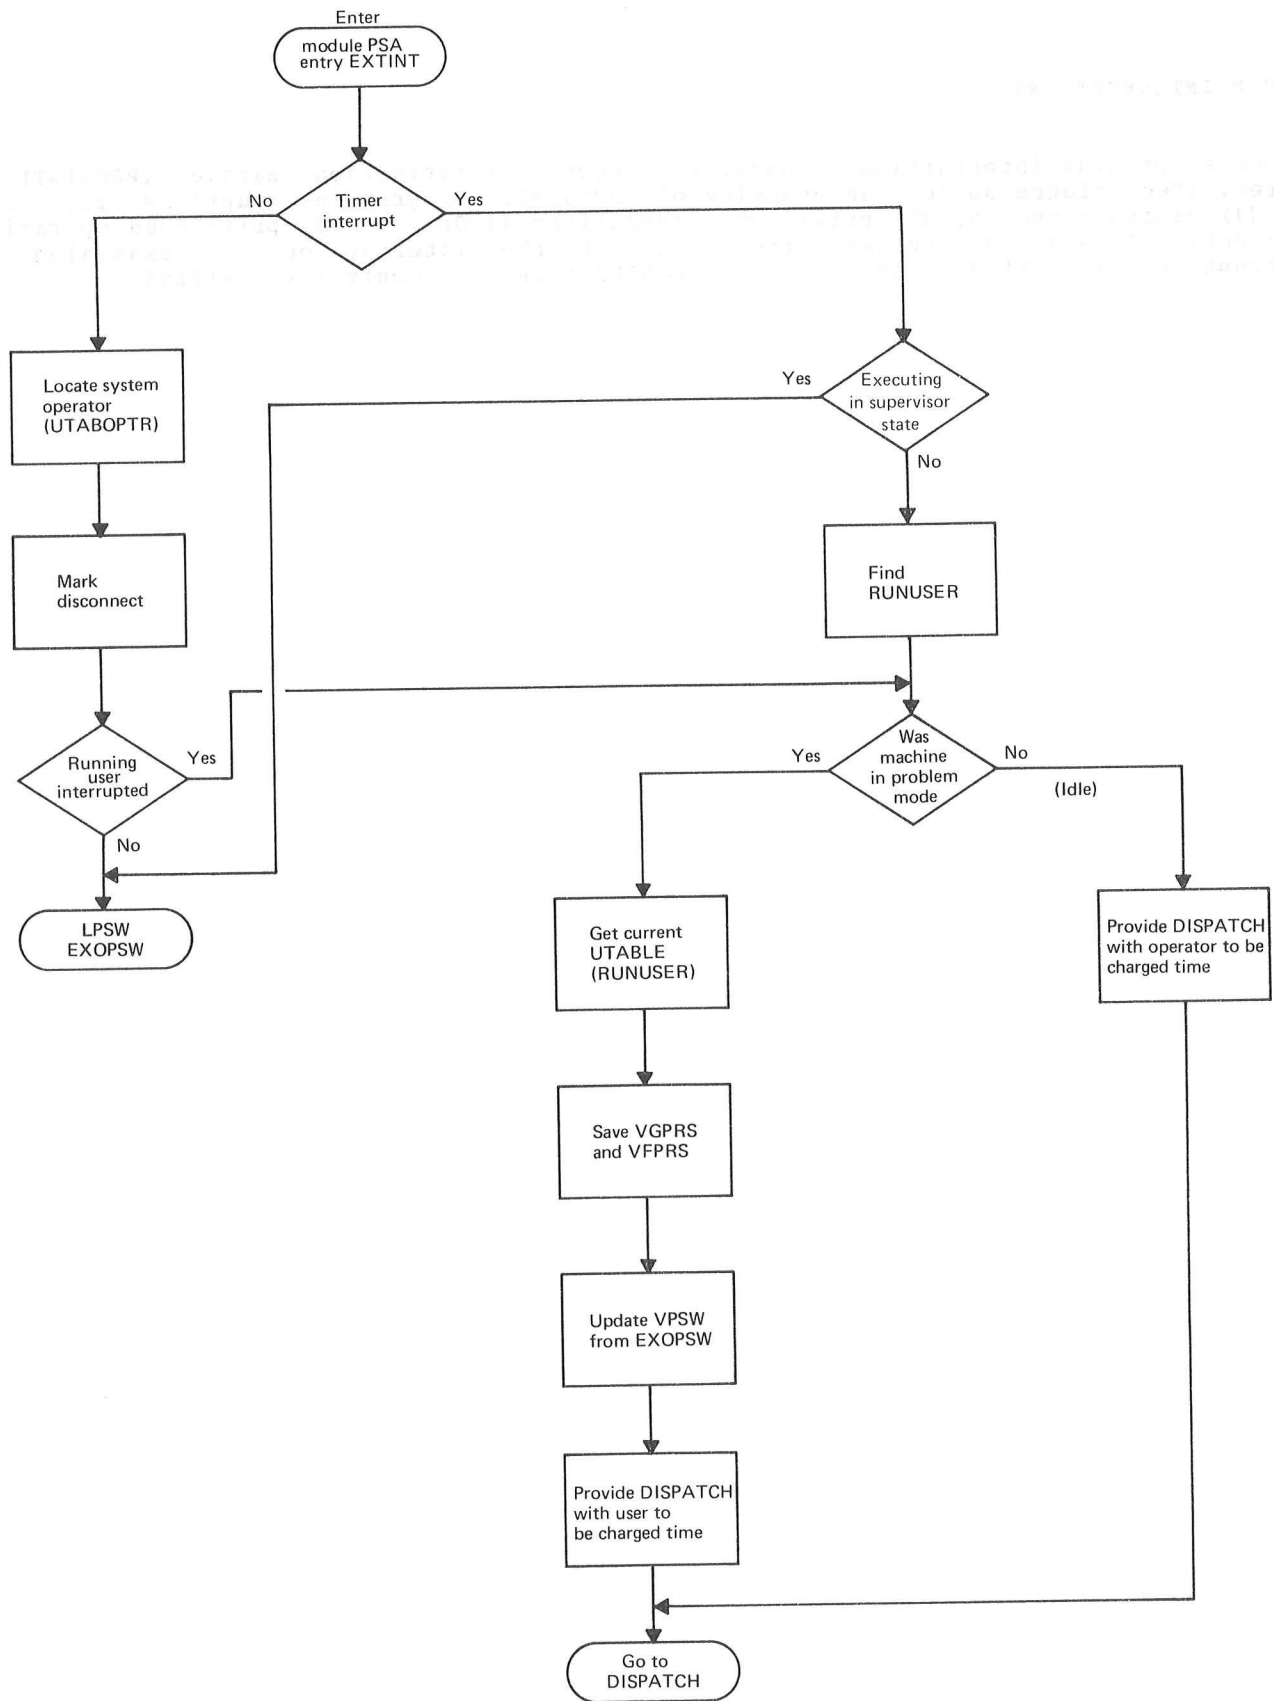 Enter
module PSA
entry EXTINT
No
Timer
interrupt
Yes
Locate system
operator
(UTABOPTR)
Yes
Executing
in supervisor
state
No
Mark
disconnect
Find
RUNUSER
Running
user
interrupted
Yes
No
Yes
Was
machine
in problem
mode
No
(Idle)
LPSW
EXOPSW
Get current
UTABLE
(RUNUSER)
Provide DISPATCH
with operator to be
charged time
Save VGPRS
and VFPRS
Update VPSW
from EXOPSW
Provide DISPATCH
with user to
be charged time
Go to
DISPATCH